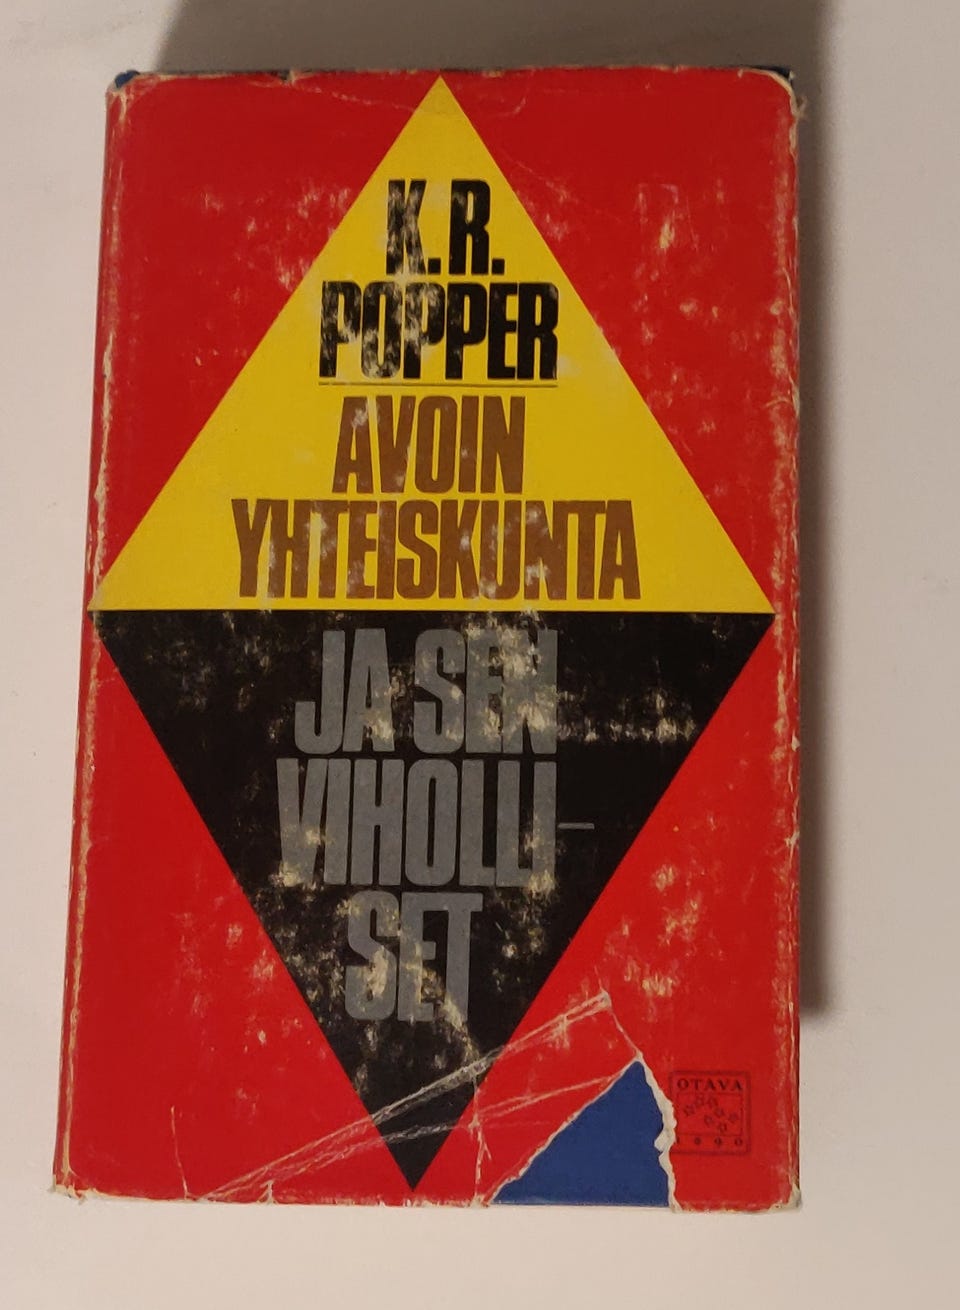 K.R.
POPPER
AVOIN
YHTEISKUNTA
JA SEN
VIHOLLI-
SET
OTAVA
1890